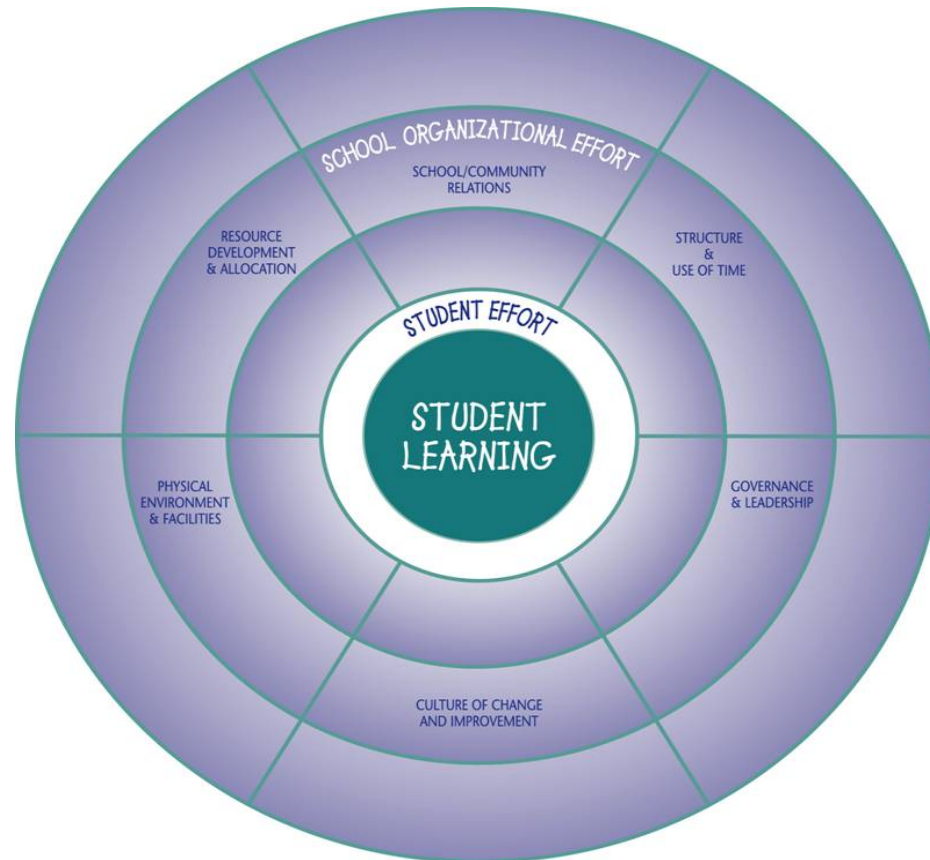 SCHOOL ORGANIZATIONAL EFFORT
SCHOOL/COMMUNITY
RELATIONS
RESOURCE
DEVELOPMENT
& ALLOCATION
STRUCTURE
&
USE OF TIME
STUDENT EFFORT
STUDENT
LEARNING
PHYSICAL
ENVIRONMENT
& FACILITIES
GOVERNANCE
& LEADERSHIP
CULTURE OF CHANGE
AND IMPROVEMENT